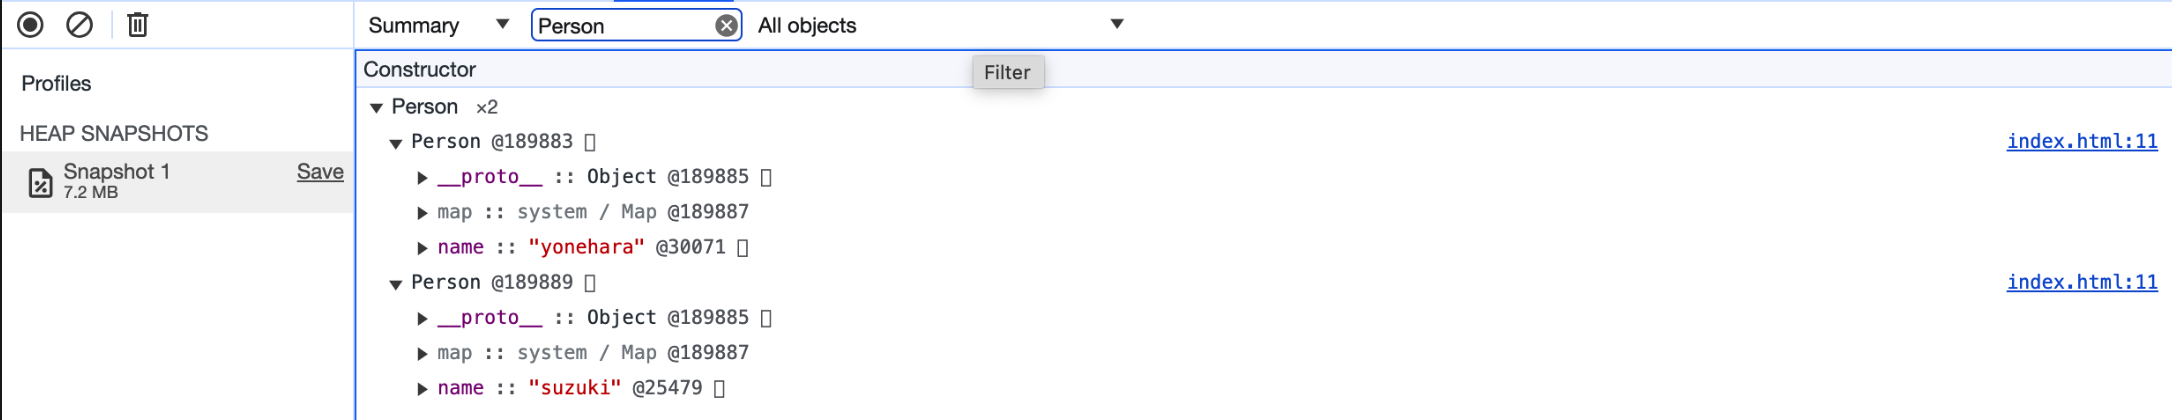 Summary Person All objects
Profiles
HEAP SNAPSHOTS
Snapshot 1 Save
7.2 MB
Constructor
Filter
Person ×2
Person @189883 index.html:11
__proto__ :: Object @189885
map :: system / Map @189887
name :: "yonehara" @30071
Person @189889 index.html:11
__proto__ :: Object @189885
map :: system / Map @189887
name :: "suzuki" @25479